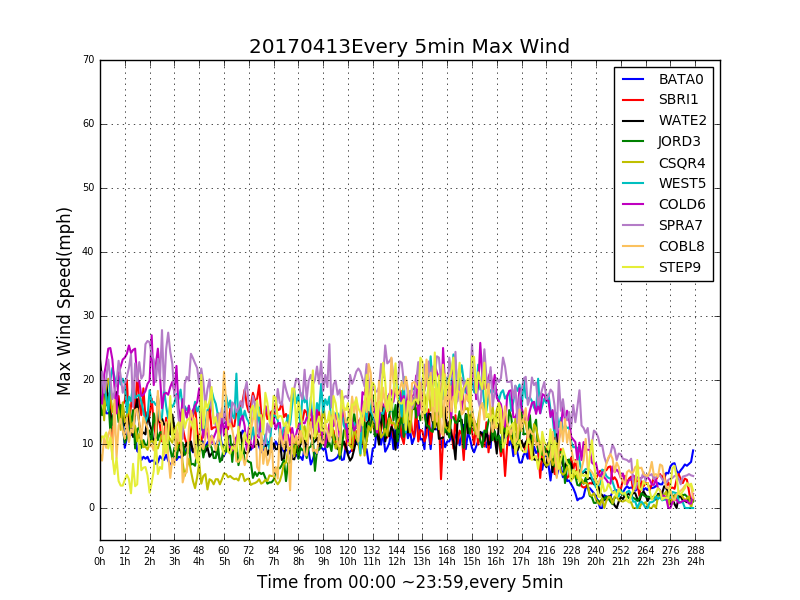 20170413Every 5min Max Wind
Max Wind Speed(mph)
70
60
50
40
30
20
10
0
BATA0
SBRI1
WATE2
JORD3
CSQR4
WEST5
COLD6
SPRA7
COBL8
STEP9
0 12 24 36 48 60 72 84 96 108 120 132 144 156 168 180 192 204 216 228 240 252 264 276 288
0h 1h 2h 3h 4h 5h 6h 7h 8h 9h 10h 11h 12h 13h 14h 15h 16h 17h 18h 19h 20h 21h 22h 23h 24h
Time from 00:00 ~23:59,every 5min